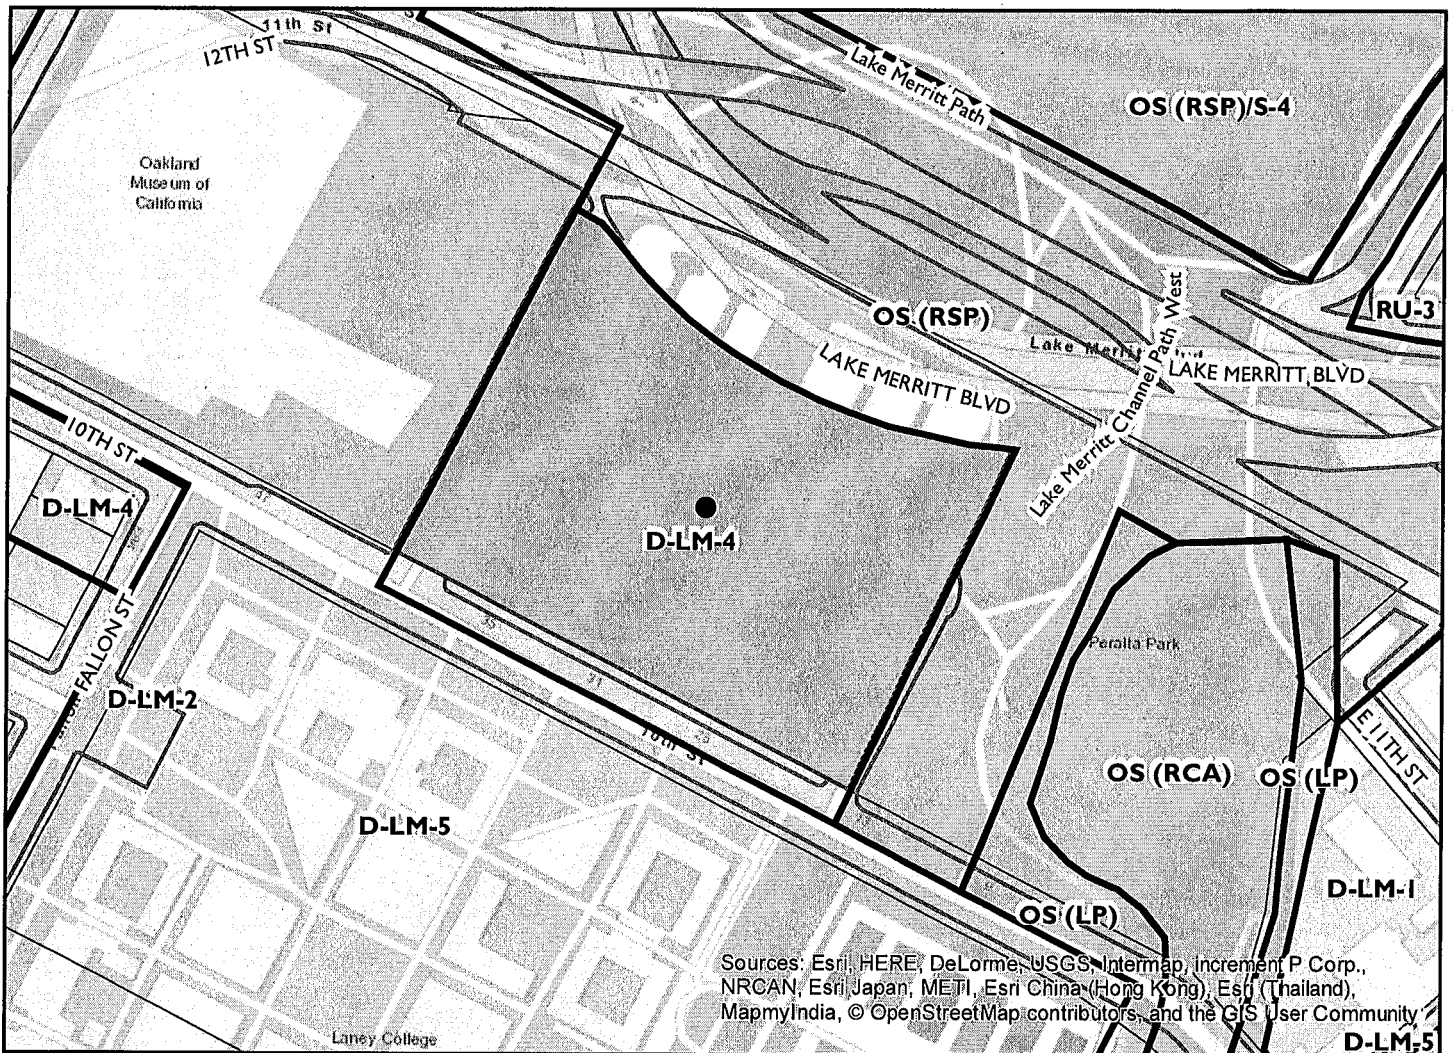 11th St
12TH ST
Lake Merritt Path
OS (RSP)/S-4
Oakland
Museum of
California
OS (RSP)
RU-3
Lake Merritt Channel Path West
LAKE MERRITT BLVD
LAKE MERRITT BLVD
10TH ST
D-LM-4
D-LM-4
FALLON ST
Peralta Park
D-LM-2
35
21
10th St
E 11TH ST
OS (RCA)
OS (LP)
D-LM-5
D-LM-1
OS (LP)
Sources: Esri, HERE, DeLorme, USGS, Intermap, increment P Corp.,
NRCAN, Esri Japan, METI, Esri China (Hong Kong), Esri (Thailand),
MapmyIndia, © OpenStreetMap contributors, and the GIS User Community
Laney College
D-LM-5